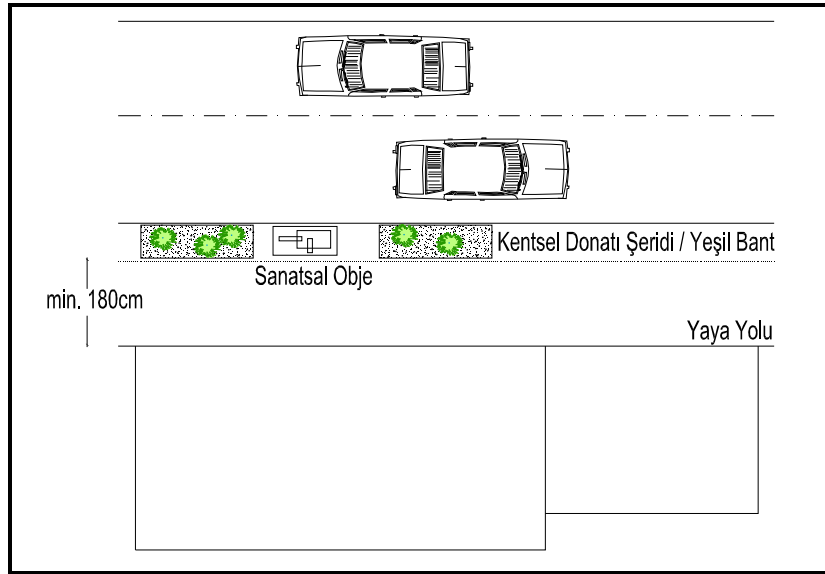 Kentsel Donatı Şeridi / Yeşil Bant
Sanatsal Obje
min. 180cm
Yaya Yolu